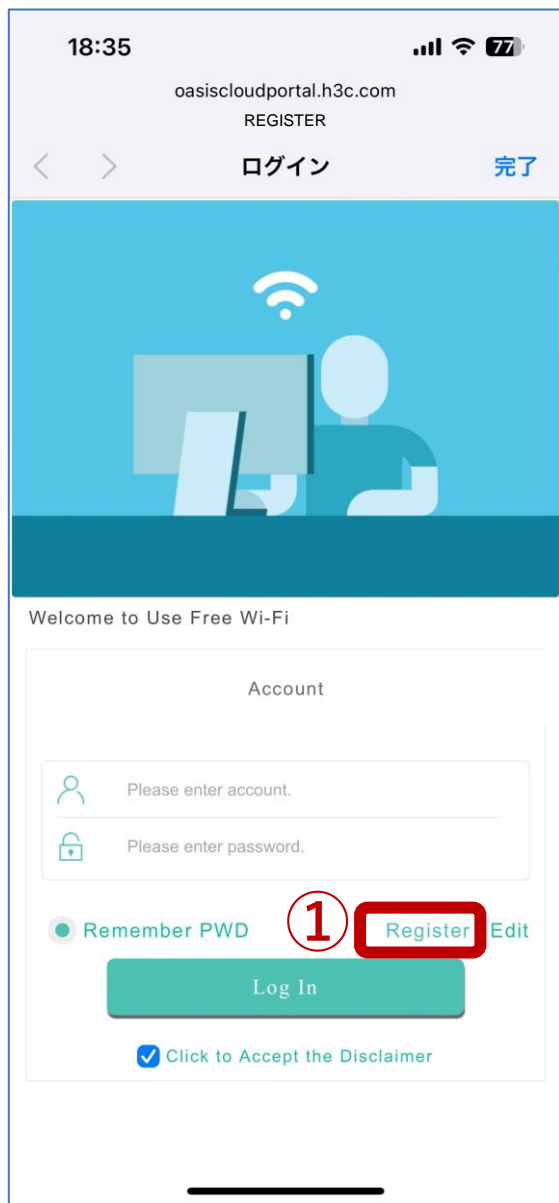 18:35 77
oasiscloudportal.h3c.com
REGISTER
ログイン 完了
Welcome to Use Free Wi-Fi
Account
Please enter account.
Please enter password.
Remember PWD ① Register Edit
Log In
Click to Accept the Disclaimer